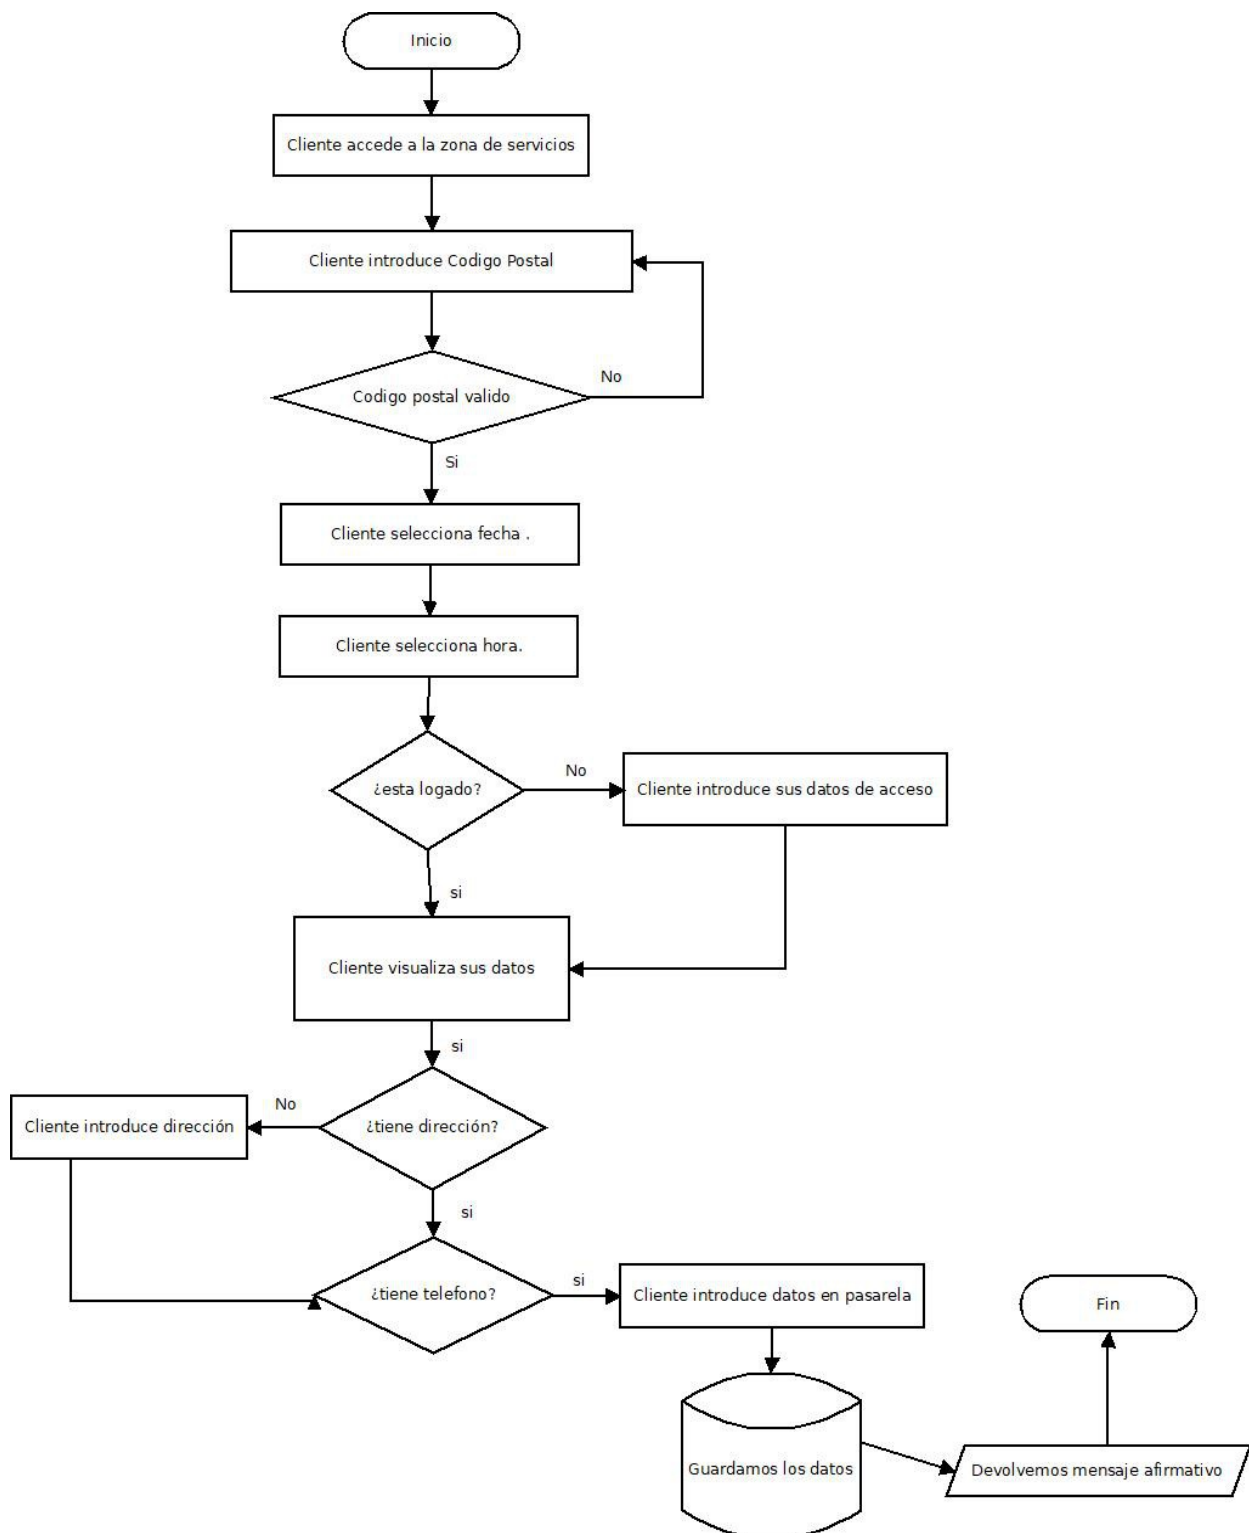 Inicio
Cliente accede a la zona de servicios
Cliente introduce Codigo Postal
No
Codigo postal valido
Si
Cliente selecciona fecha .
Cliente selecciona hora.
No
¿esta logado?
Cliente introduce sus datos de acceso
si
Cliente visualiza sus datos
si
No
Cliente introduce dirección
¿tiene dirección?
si
¿tiene telefono?
si
Cliente introduce datos en pasarela
Fin
Guardamos los datos
Devolvemos mensaje afirmativo